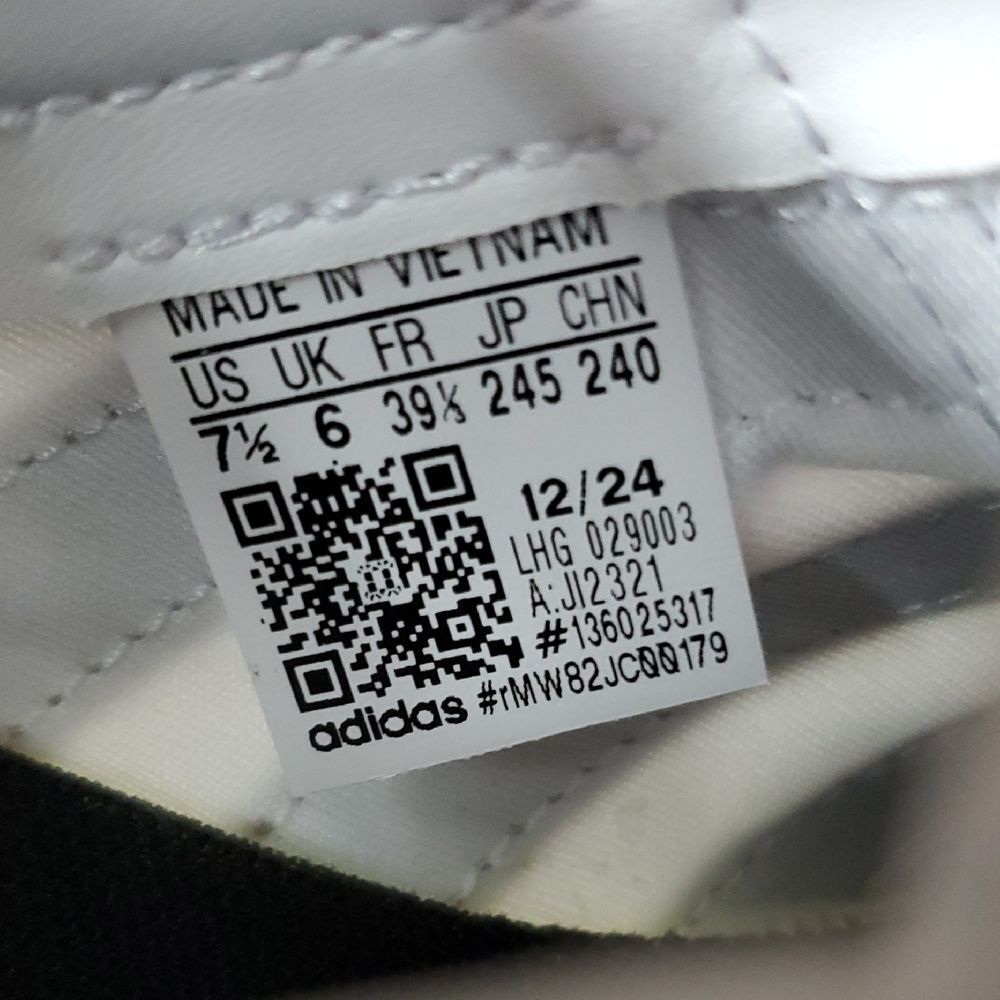 MADE IN VIETNAM
US UK FR JP CHN
7½ 6 39⅓ 245 240
12/24
LHG 029003
A:JI2321
#136025317
adidas #rMW82JCQQ179